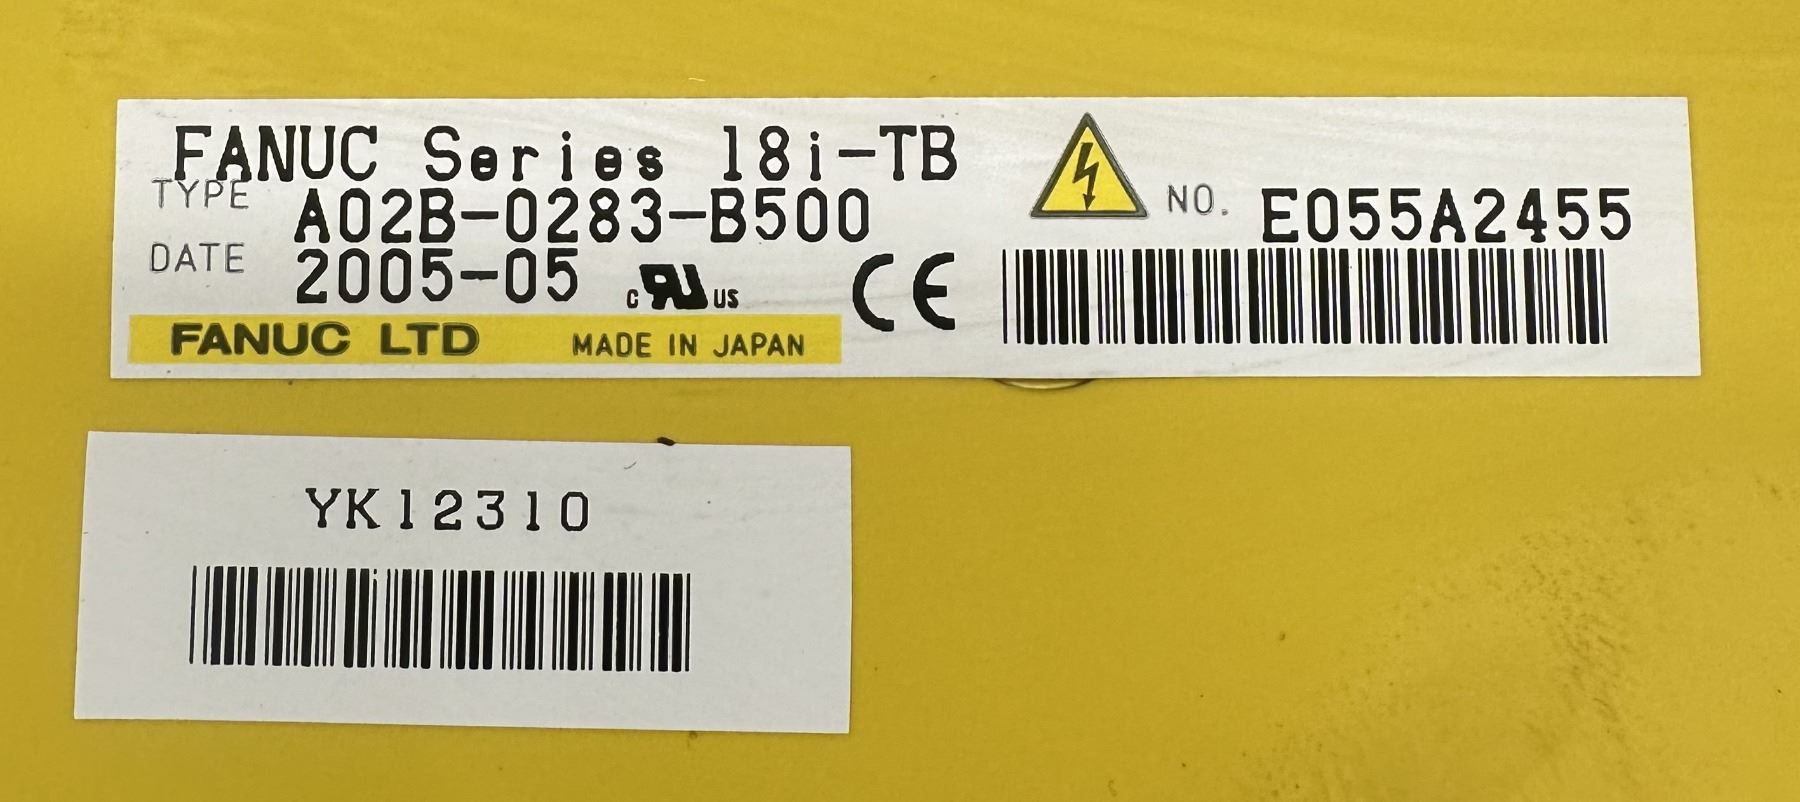 FANUC Series 18i-TB
TYPE A02B-0283-B500
NO. E055A2455
DATE 2005-05
c RU US
CE
FANUC LTD MADE IN JAPAN
YK12310